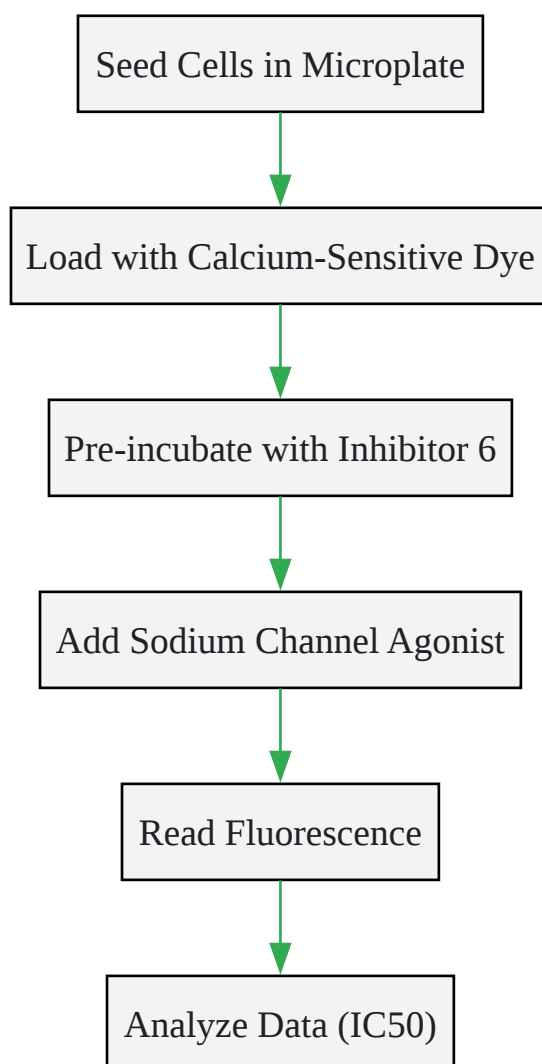 Seed Cells in Microplate
Load with Calcium-Sensitive Dye
Pre-incubate with Inhibitor 6
Add Sodium Channel Agonist
Read Fluorescence
Analyze Data (IC50)